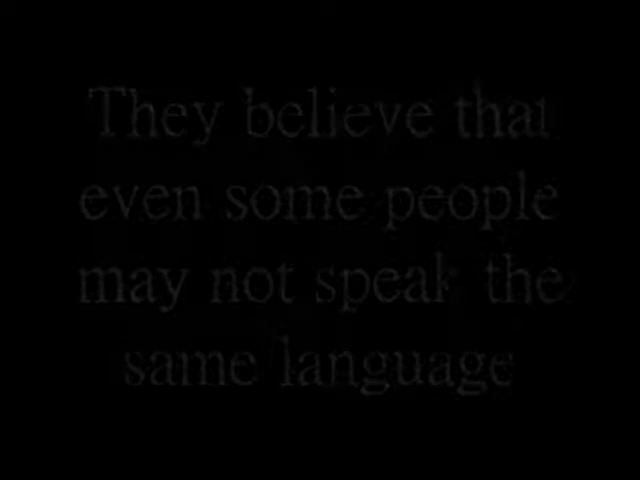 They believe that
even some people
may not speak the
same language